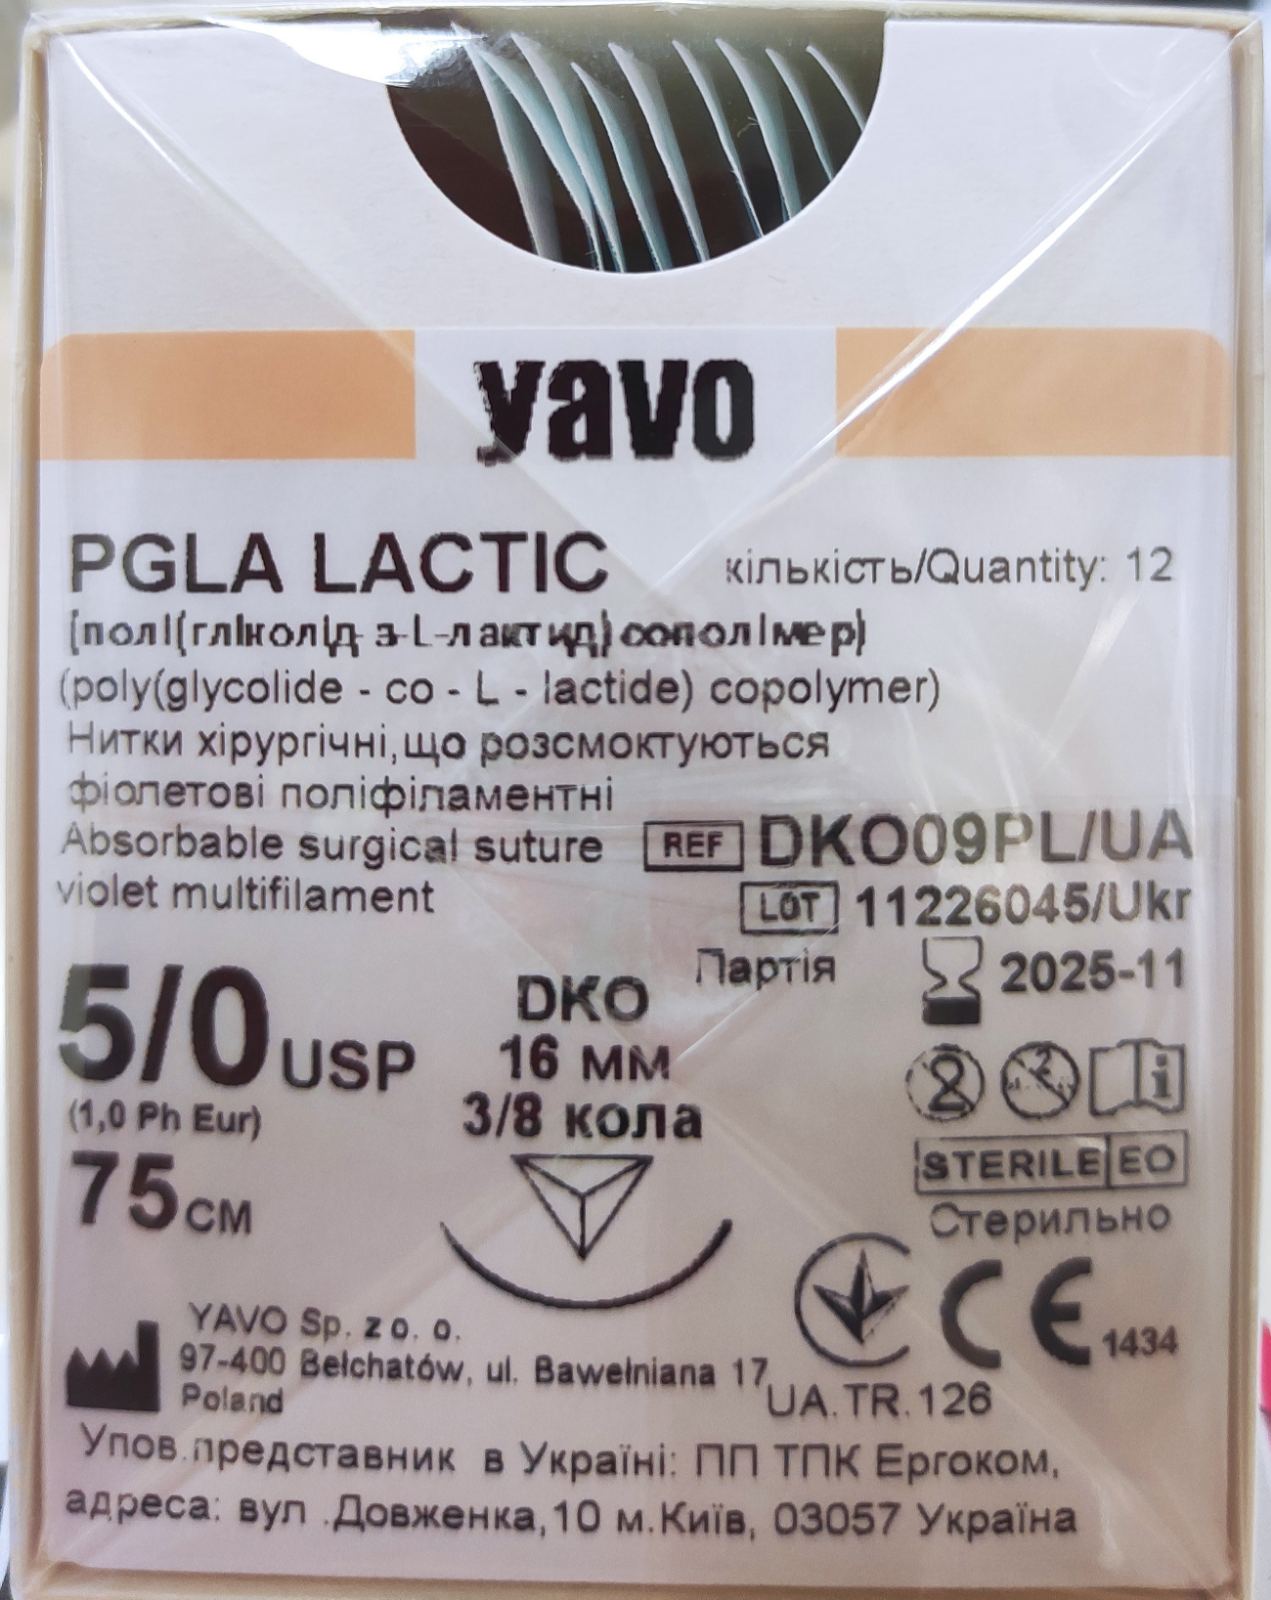 yavo
PGLA LACTIC
кількість/Quantity: 12
(полі(гліколід-з-L-лактид)сополімер)
(poly(glycolide - co - L - lactide) copolymer)
Нитки хірургічні,що розсмоктуються
фіолетові поліфіламентні
Absorbable surgical suture
violet multifilament
REF DKO09PL/UA
LOT 11226045/Ukr
Партія
2025-11
5/0 USP
(1,0 Ph Eur)
75 см
DKO
16 мм
3/8 кола
2 2 i
STERILE EO
Стерильно
CE 1434
UA.TR.126
YAVO Sp. z o. o.
97-400 Bełchatów, ul. Bawełniana 17
Poland
Упов.представник в Україні: ПП ТПК Ергоком,
адреса: вул .Довженка,10 м.Київ, 03057 Україна